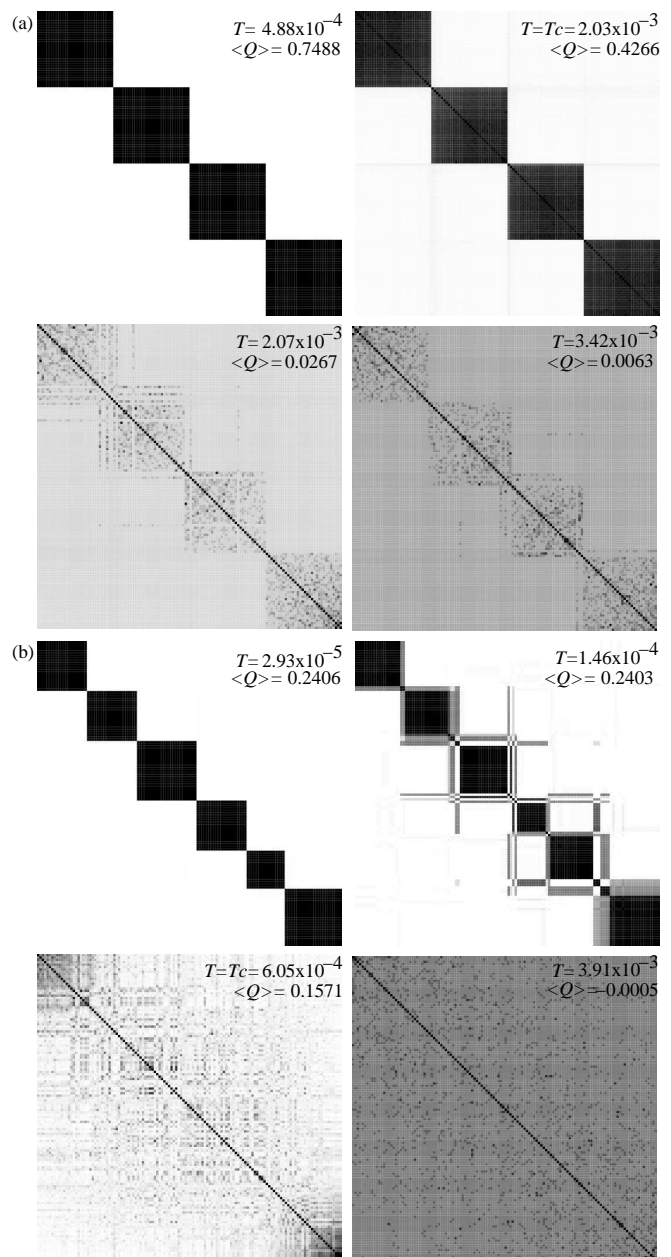 (a)
T= 4.88x10⁻⁴
<Q>= 0.7488
T=Tc=2.03x10⁻³
<Q>= 0.4266
T=2.07x10⁻³
<Q>= 0.0267
T=3.42x10⁻³
<Q>= 0.0063
(b)
T=2.93x10⁻⁵
<Q>= 0.2406
T=1.46x10⁻⁴
<Q>= 0.2403
T=Tc=6.05x10⁻⁴
<Q>= 0.1571
T=3.91x10⁻³
<Q>=−0.0005